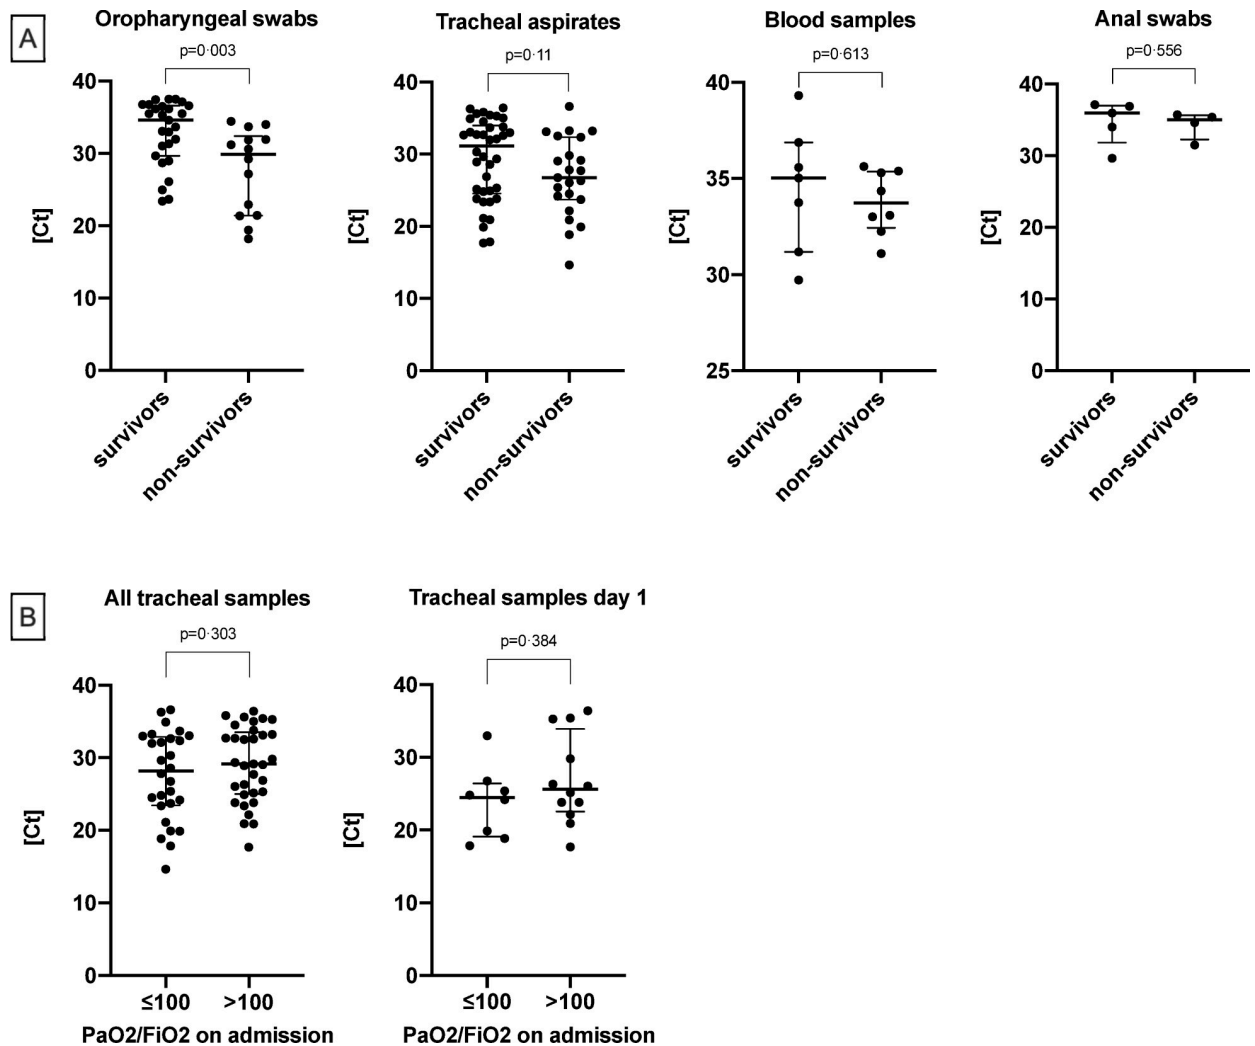 A
Oropharyngeal swabs
p=0·003
[Ct]
40
30
20
10
0
survivors
non-survivors
Tracheal aspirates
p=0·11
[Ct]
40
30
20
10
0
survivors
non-survivors
Blood samples
p=0·613
[Ct]
40
35
30
25
survivors
non-survivors
Anal swabs
p=0·556
[Ct]
40
30
20
10
0
survivors
non-survivors
B
All tracheal samples
p=0·303
[Ct]
40
30
20
10
0
≤100 >100
PaO2/FiO2 on admission
Tracheal samples day 1
p=0·384
[Ct]
40
30
20
10
0
≤100 >100
PaO2/FiO2 on admission